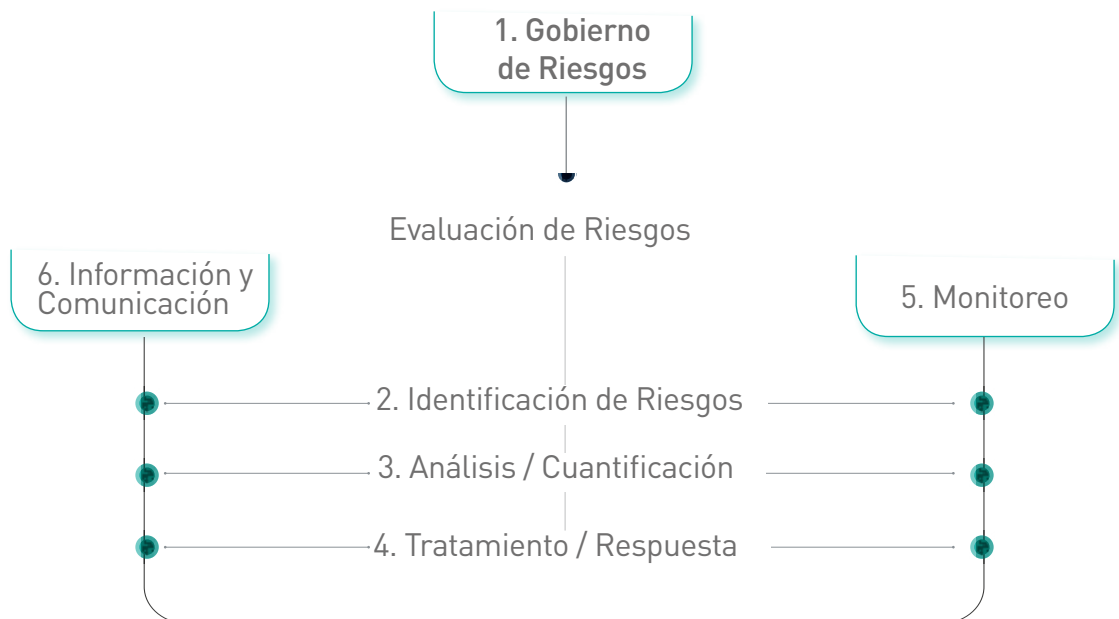 1. Gobierno
de Riesgos
Evaluación de Riesgos
6. Información y
Comunicación
5. Monitoreo
2. Identificación de Riesgos
3. Análisis / Cuantificación
4. Tratamiento / Respuesta